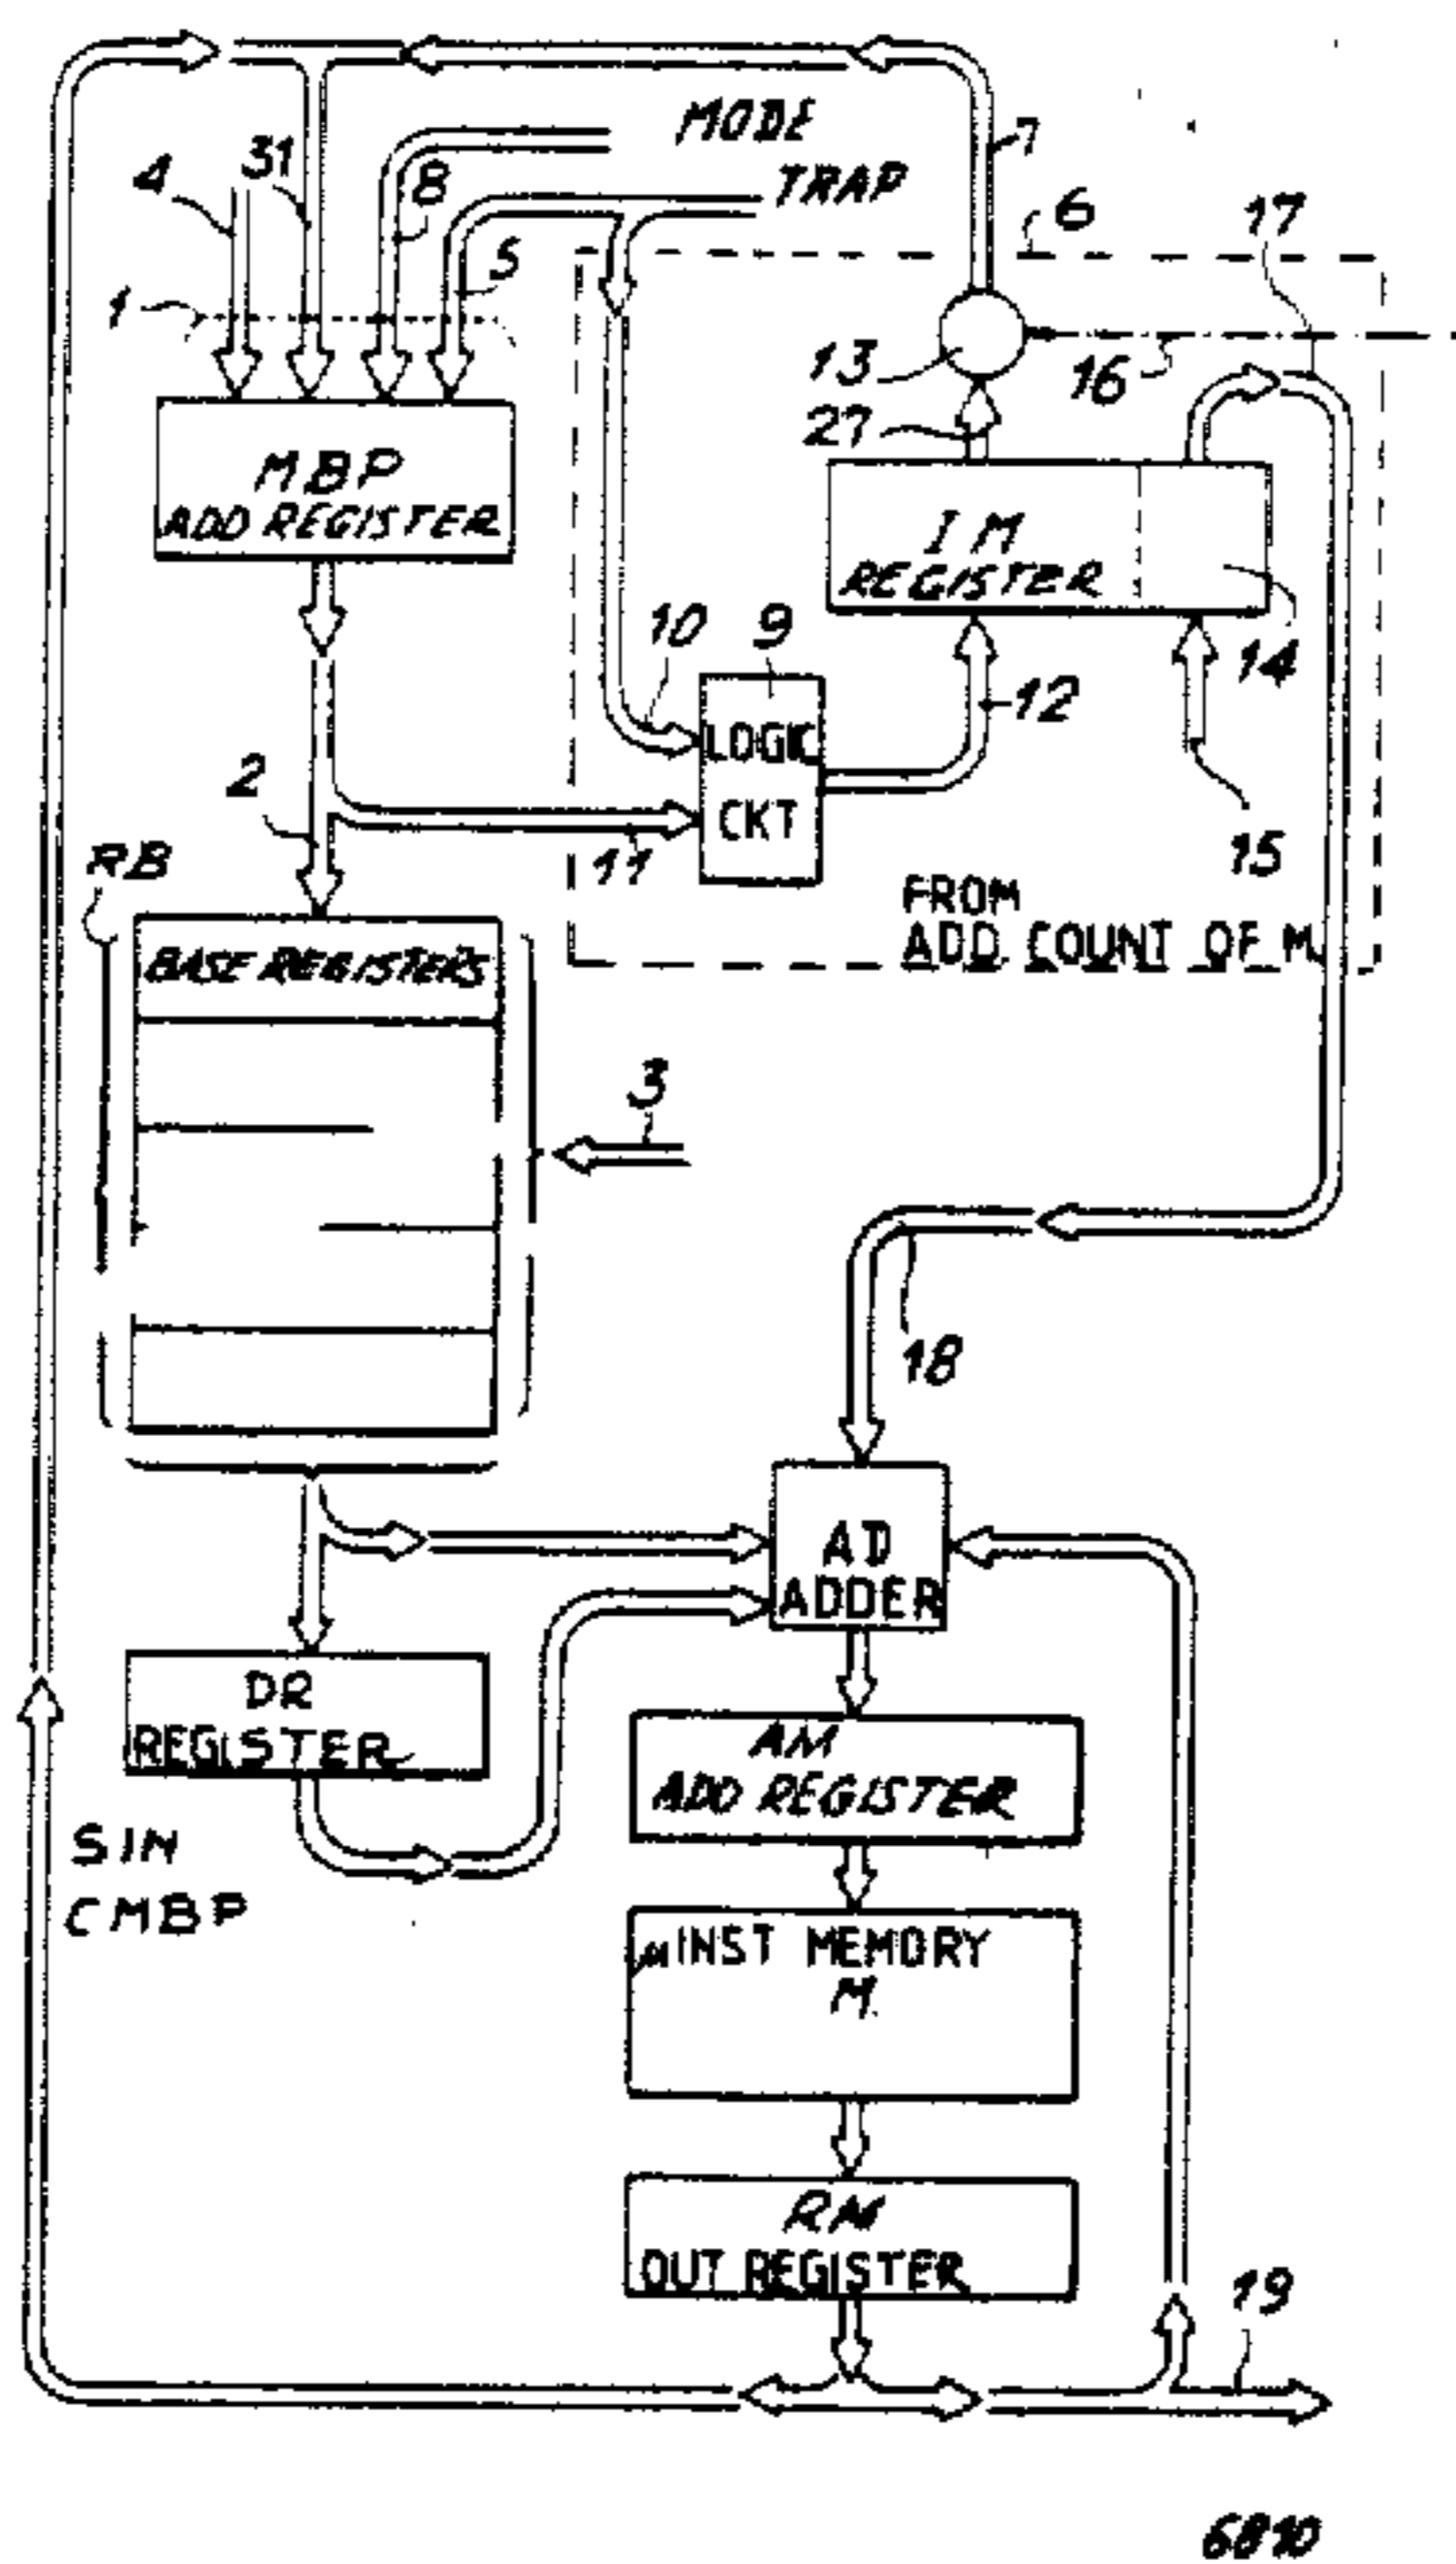 MODE
7
TRAP
4
31
8
6
17
5
1
13
16
27
MBP
ADD REGISTER
IM
REGISTER
10
9
14
12
LOGIC
CKT
2
11
15
RB
FROM
ADD. COUNT OF M.
BASE REGISTERS
3
18
AD
ADDER
DR
REGISTER
AM
ADD REGISTER
SIN
CMBP
µINST MEMORY
M
RM
OUT REGISTER
19
6810